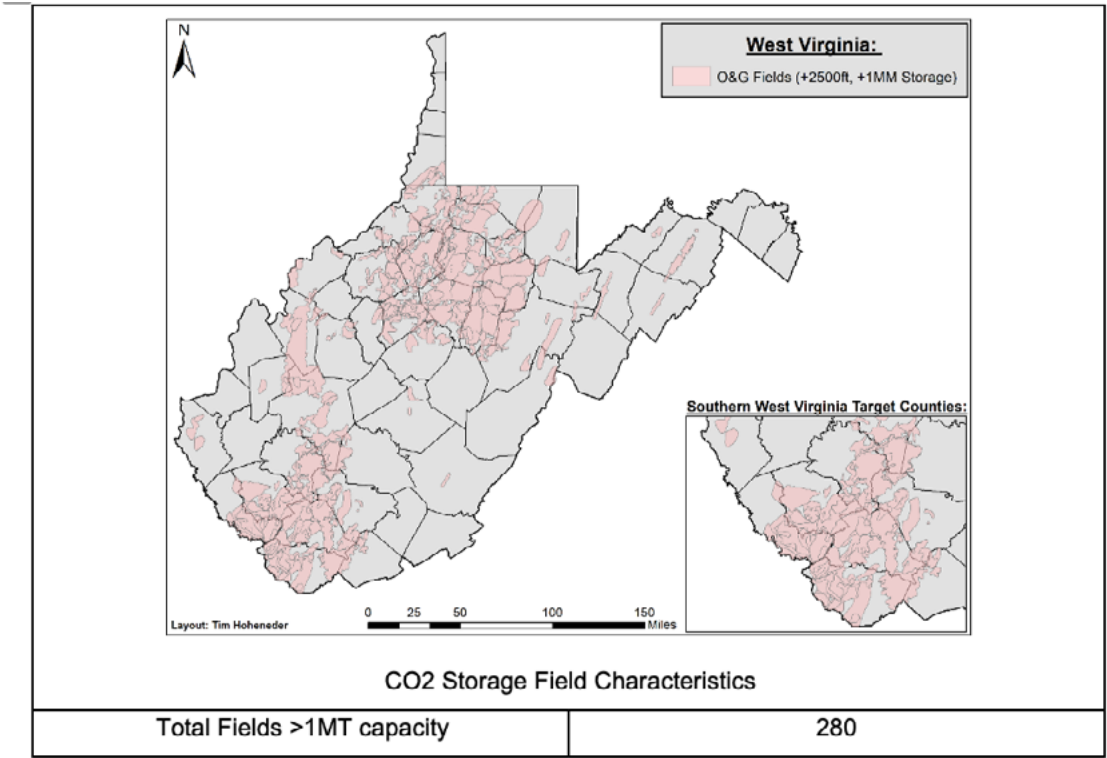 N
West Virginia:
O&G Fields (+2500ft, +1MM Storage)
Southern West Virginia Target Counties:
0 25 50 100 150
Miles
Layout: Tim Hoheneder
CO2 Storage Field Characteristics
Total Fields >1MT capacity 280